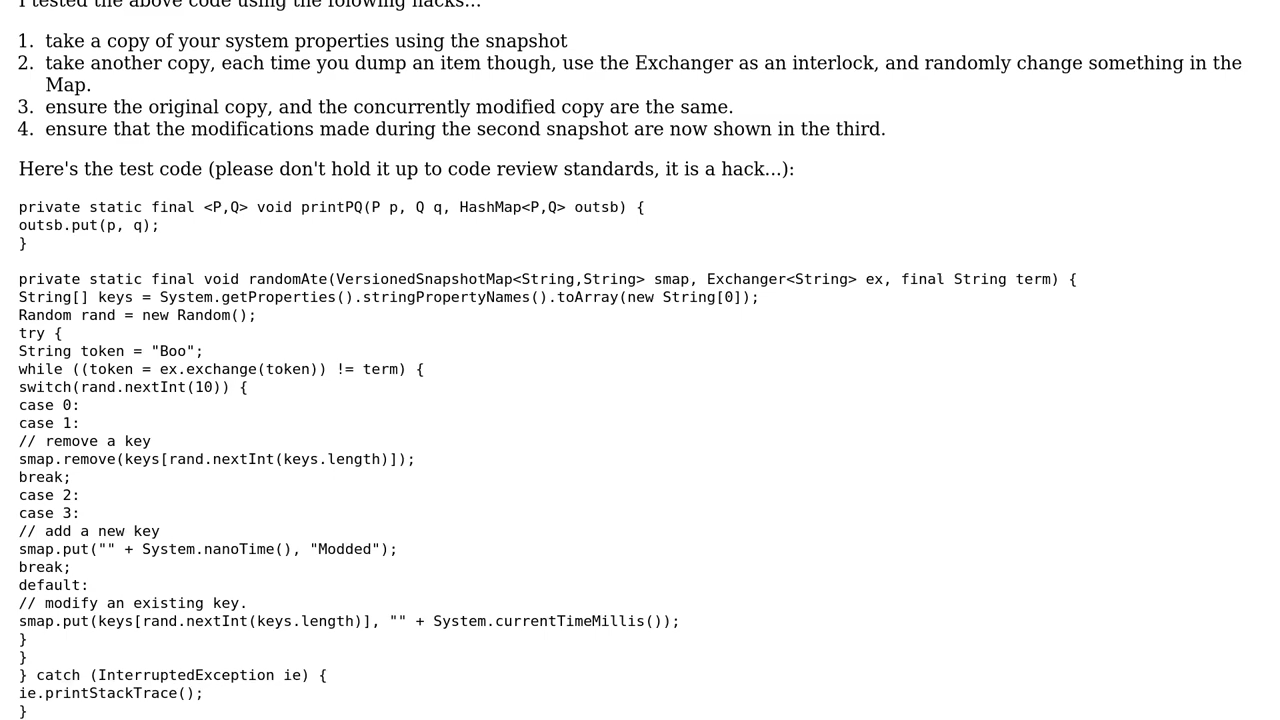 I tested the above code using the folowing hacks...
1. take a copy of your system properties using the snapshot
2. take another copy, each time you dump an item though, use the Exchanger as an interlock, and randomly change something in the
Map.
3. ensure the original copy, and the concurrently modified copy are the same.
4. ensure that the modifications made during the second snapshot are now shown in the third.
Here's the test code (please don't hold it up to code review standards, it is a hack...):
private static final <P,Q> void printPQ(P p, Q q, HashMap<P,Q> outsb) {
outsb.put(p, q);
}
private static final void randomAte(VersionedSnapshotMap<String,String> smap, Exchanger<String> ex, final String term) {
String[] keys = System.getProperties().stringPropertyNames().toArray(new String[0]);
Random rand = new Random();
try {
String token = "Boo";
while ((token = ex.exchange(token)) != term) {
switch(rand.nextInt(10)) {
case 0:
case 1:
// remove a key
smap.remove(keys[rand.nextInt(keys.length)]);
break;
case 2:
case 3:
// add a new key
smap.put("" + System.nanoTime(), "Modded");
break;
default:
// modify an existing key.
smap.put(keys[rand.nextInt(keys.length)], "" + System.currentTimeMillis());
}
}
} catch (InterruptedException ie) {
ie.printStackTrace();
}